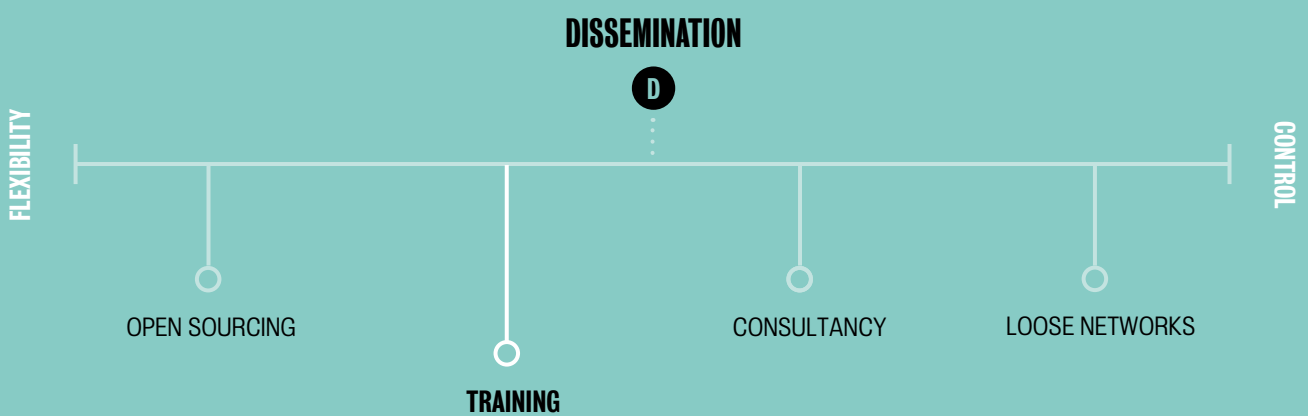 DISSEMINATION
D
FLEXIBILITY
CONTROL
OPEN SOURCING
CONSULTANCY
LOOSE NETWORKS
TRAINING